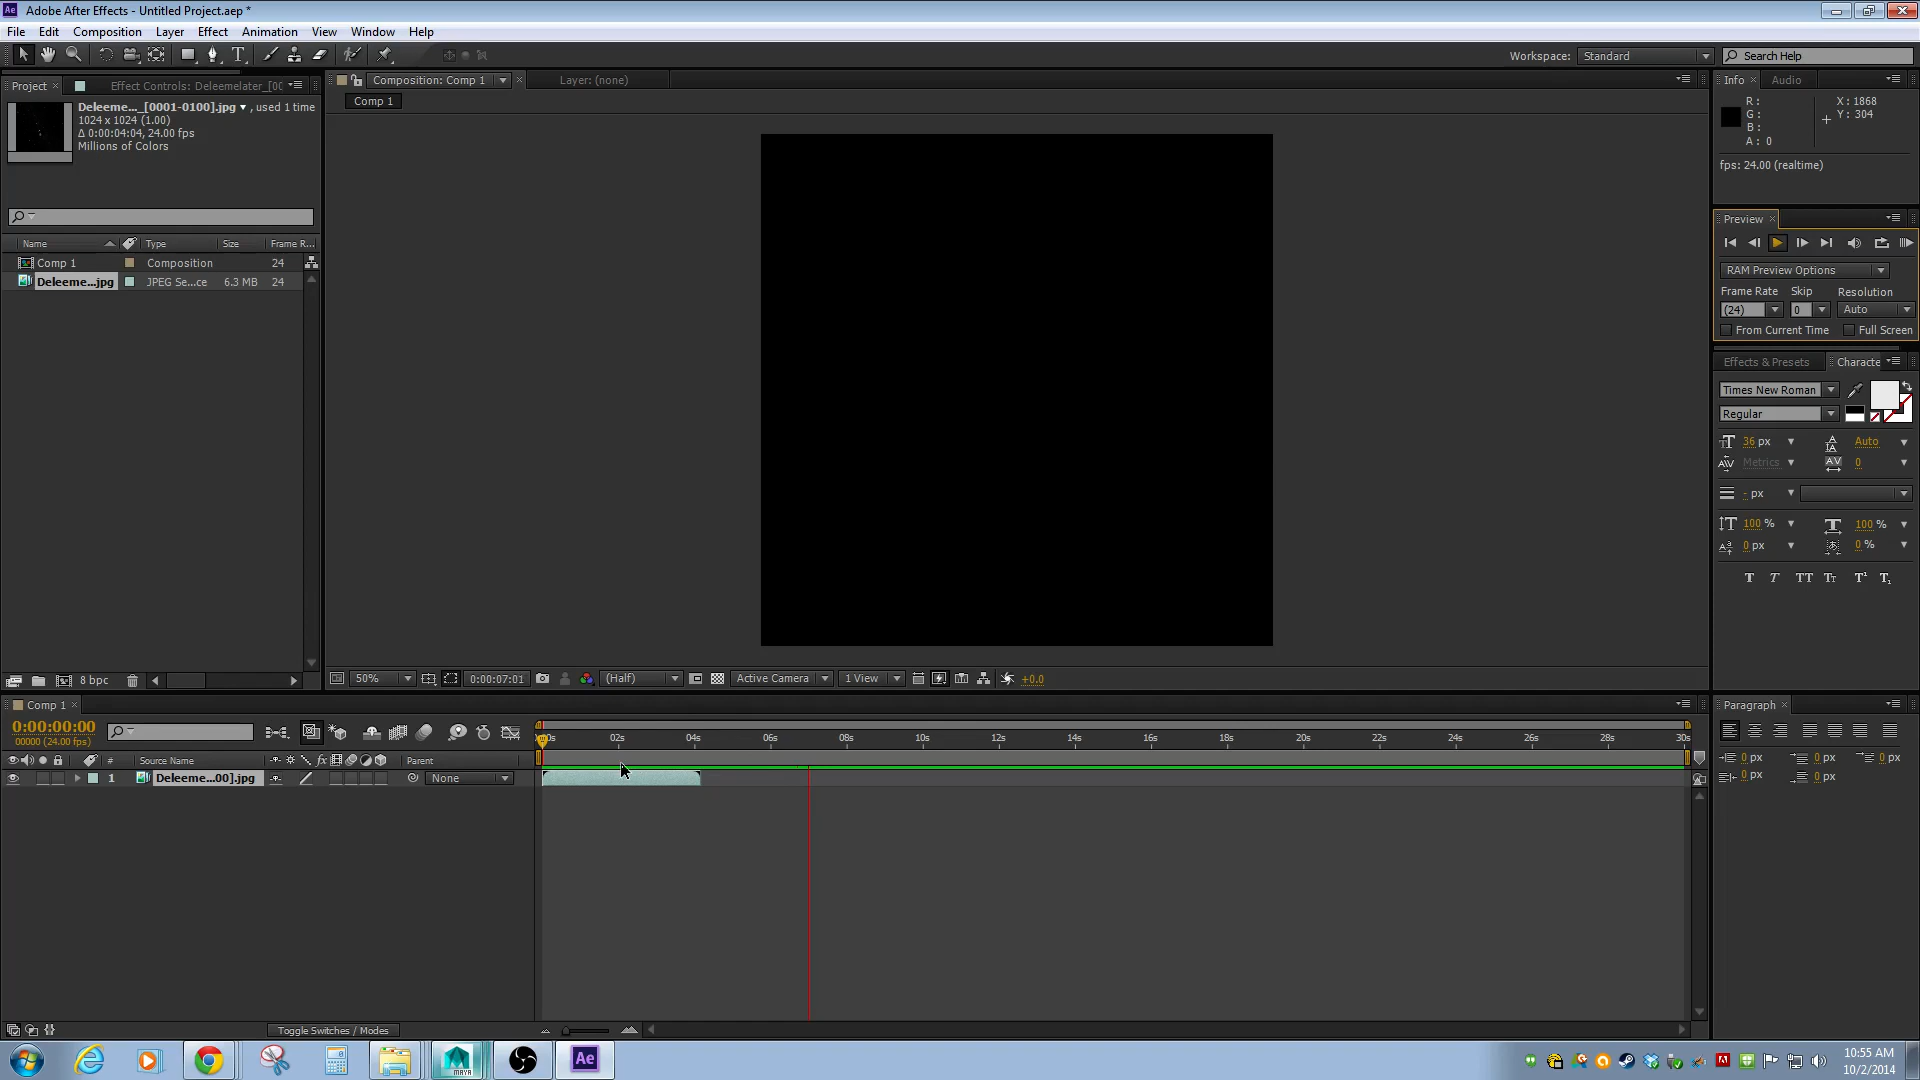 Adobe After Effects - Untitled Project.aep *
File Edit Composition Layer Effect Animation View Window Help
Workspace: Standard Search Help
Project Effect Controls: Deleemelater_[0(
Deleeme..._[0001-0100].jpg , used 1 time
1024 x 1024 (1.00)
Δ 0:00:04:04, 24.00 fps
Millions of Colors
Name Type Size Frame R...
Comp 1 Composition 24
Deleeme...jpg JPEG Se...ce 6.3 MB 24
8 bpc
Composition: Comp 1 Layer: (none)
Comp 1
50% 0:00:07:01 (Half) Active Camera 1 View +0.0
Info Audio
R : X : 1868
G : Y : 304
B :
A : 0
fps: 24.00 (realtime)
Preview
RAM Preview Options
Frame Rate Skip Resolution
(24) 0 Auto
From Current Time Full Screen
Effects & Presets Characte
Times New Roman
Regular
36 px Auto
Metrics 0
- px
100 % 100 %
0 px 0 %
T T TT Tт T¹ T₁
Comp 1
0:00:00:00
00000 (24.00 fps)
02s 04s 06s 08s 10s 12s 14s 16s 18s 20s 22s 24s 26s 28s 30s
# Source Name fx Parent
1 Deleeme...00].jpg None
Toggle Switches / Modes
Paragraph
0 px 0 px 0 px
0 px 0 px
MAYA Ae
10:55 AM
10/2/2014